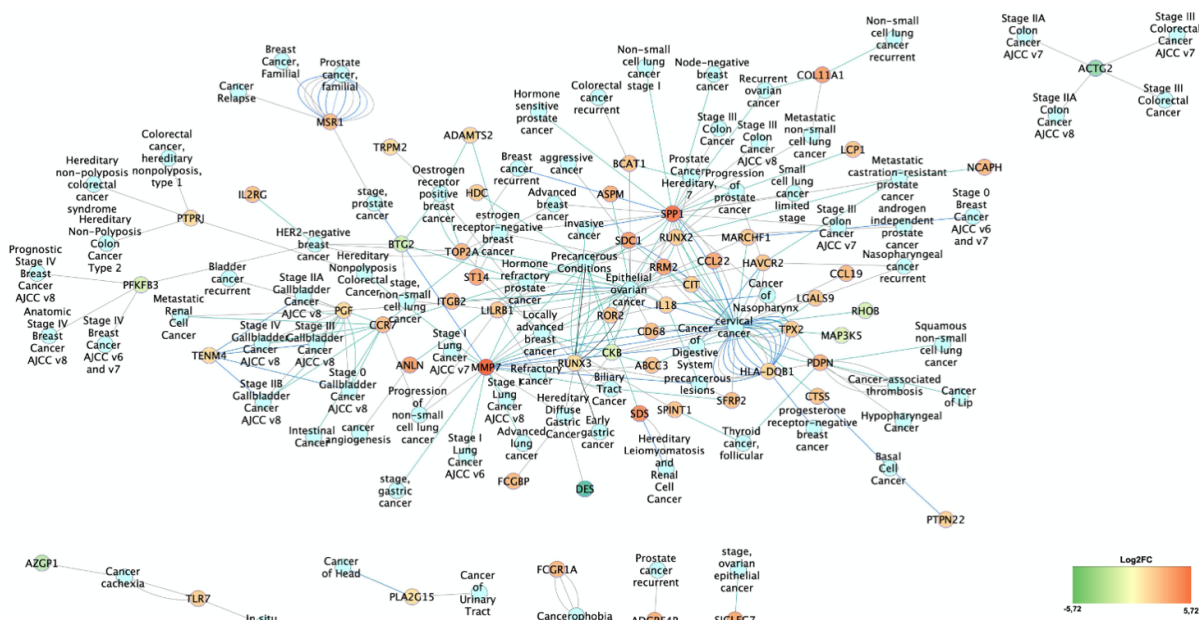 Stage IIA
Colon
Cancer
AJCC v7
Stage III
Colorectal
Cancer
AJCC v7
ACTG2
Stage IIA
Colon
Cancer
AJCC v8
Stage III
Colorectal
Cancer
Non-small
cell lung
cancer
recurrent
COL11A1
Breast
Cancer,
Familial
Prostate
cancer,
familial
Cancer
Relapse
MSR1
Non-small
cell lung
cancer
stage I
Node-negative
breast
cancer
Recurrent
ovarian
cancer
Colorectal
cancer
recurrent
Hormone
sensitive
prostate
cancer
Stage III
Colon
Cancer
Stage III
Colon
Cancer
AJCC v8
Metastatic
non-small
cell lung
cancer
LCP1
NCAPH
Colorectal
cancer,
hereditary
nonpolyposis,
type 1
TRPM2
ADAMTS2
Hereditary
non-polyposis
colorectal
cancer
syndrome
Hereditary
Non-Polyposis
Colon
Cancer
Type 2
PTPRJ
IL2RG
stage,
prostate
cancer
Oestrogen
receptor
positive
breast
cancer
HDC
Breast
cancer
recurrent
aggressive
cancer
BCAT1
ASPM
Advanced
breast
cancer
Prostate
Cancer,
Hereditary,
7
Progression
of
prostate
cancer
Small
cell lung
cancer
limited
stage
Metastatic
castration-resistant
prostate
cancer
Stage 0
Breast
Cancer
AJCC v6
and v7
androgen
independent
prostate
cancer
Stage III
Colon
Cancer
AJCC v7
SPP1
RUNX2
MARCHF1
SDC1
invasive
cancer
estrogen
receptor-negative
breast
cancer
HER2-negative
breast
cancer
BTG2
TOP2A
Precancerous
Conditions
RRM2
CCL22
HAVCR2
CCL19
Nasopharyngeal
cancer
recurrent
Prognostic
Stage IV
Breast
Cancer
AJCC v8
PFKFB3
Bladder
cancer
recurrent
Hereditary
Nonpolyposis
Colorectal
Cancer
stage,
non-small
cell lung
cancer
ST14
Hormone
refractory
prostate
cancer
Epithelial
ovarian
cancer
CIT
Cancer
of
Nasopharynx
LGALS9
RHOB
Anatomic
Stage IV
Breast
Cancer
AJCC v8
Stage IV
Breast
Cancer
AJCC v6
and v7
Metastatic
Renal
Cell
Cancer
Stage IIA
Gallbladder
Cancer
AJCC v8
PGF
CCR7
ITGB2
LILRB1
ROR2
IL18
cervical
cancer
TPX2
MAP3K5
Stage IV
Gallbladder
Cancer
AJCC v8
Stage III
Gallbladder
Cancer
AJCC v8
TENM4
Stage I
Lung
Cancer
AJCC v7
Locally
advanced
breast
cancer
CD68
Cancer
of
Digestive
System
Squamous
non-small
cell lung
cancer
ANLN
MMP7
RUNX3
CKB
ABCC3
HLA-DQB1
PDPN
Stage IIB
Gallbladder
Cancer
AJCC v8
Stage 0
Gallbladder
Cancer
AJCC v8
Refractory
cancer
Biliary
Tract
Cancer
precancerous
lesions
Cancer-associated
thrombosis
Cancer
of Lip
Progression
of
non-small
cell lung
cancer
Stage I
Lung
Cancer
AJCC v8
Hereditary
Diffuse
Gastric
Cancer
SDS
SPINT1
SFRP2
CTSS
Hypopharyngeal
Cancer
Intestinal
Cancer
cancer
angiogenesis
Stage I
Lung
Cancer
AJCC v6
Advanced
lung
cancer
Early
gastric
cancer
Hereditary
Leiomyomatosis
and
Renal
Cell
Cancer
Thyroid
cancer,
follicular
progesterone
receptor-negative
breast
cancer
Basal
Cell
Cancer
stage,
gastric
cancer
FCGBP
DES
PTPN22
AZGP1
Cancer
cachexia
TLR7
In-situ
Cancer
of Head
PLA2G15
Cancer
of
Urinary
Tract
FCGR1A
Cancerophobia
Prostate
cancer
recurrent
stage,
ovarian
epithelial
cancer
Log2FC
-5,72
5,72